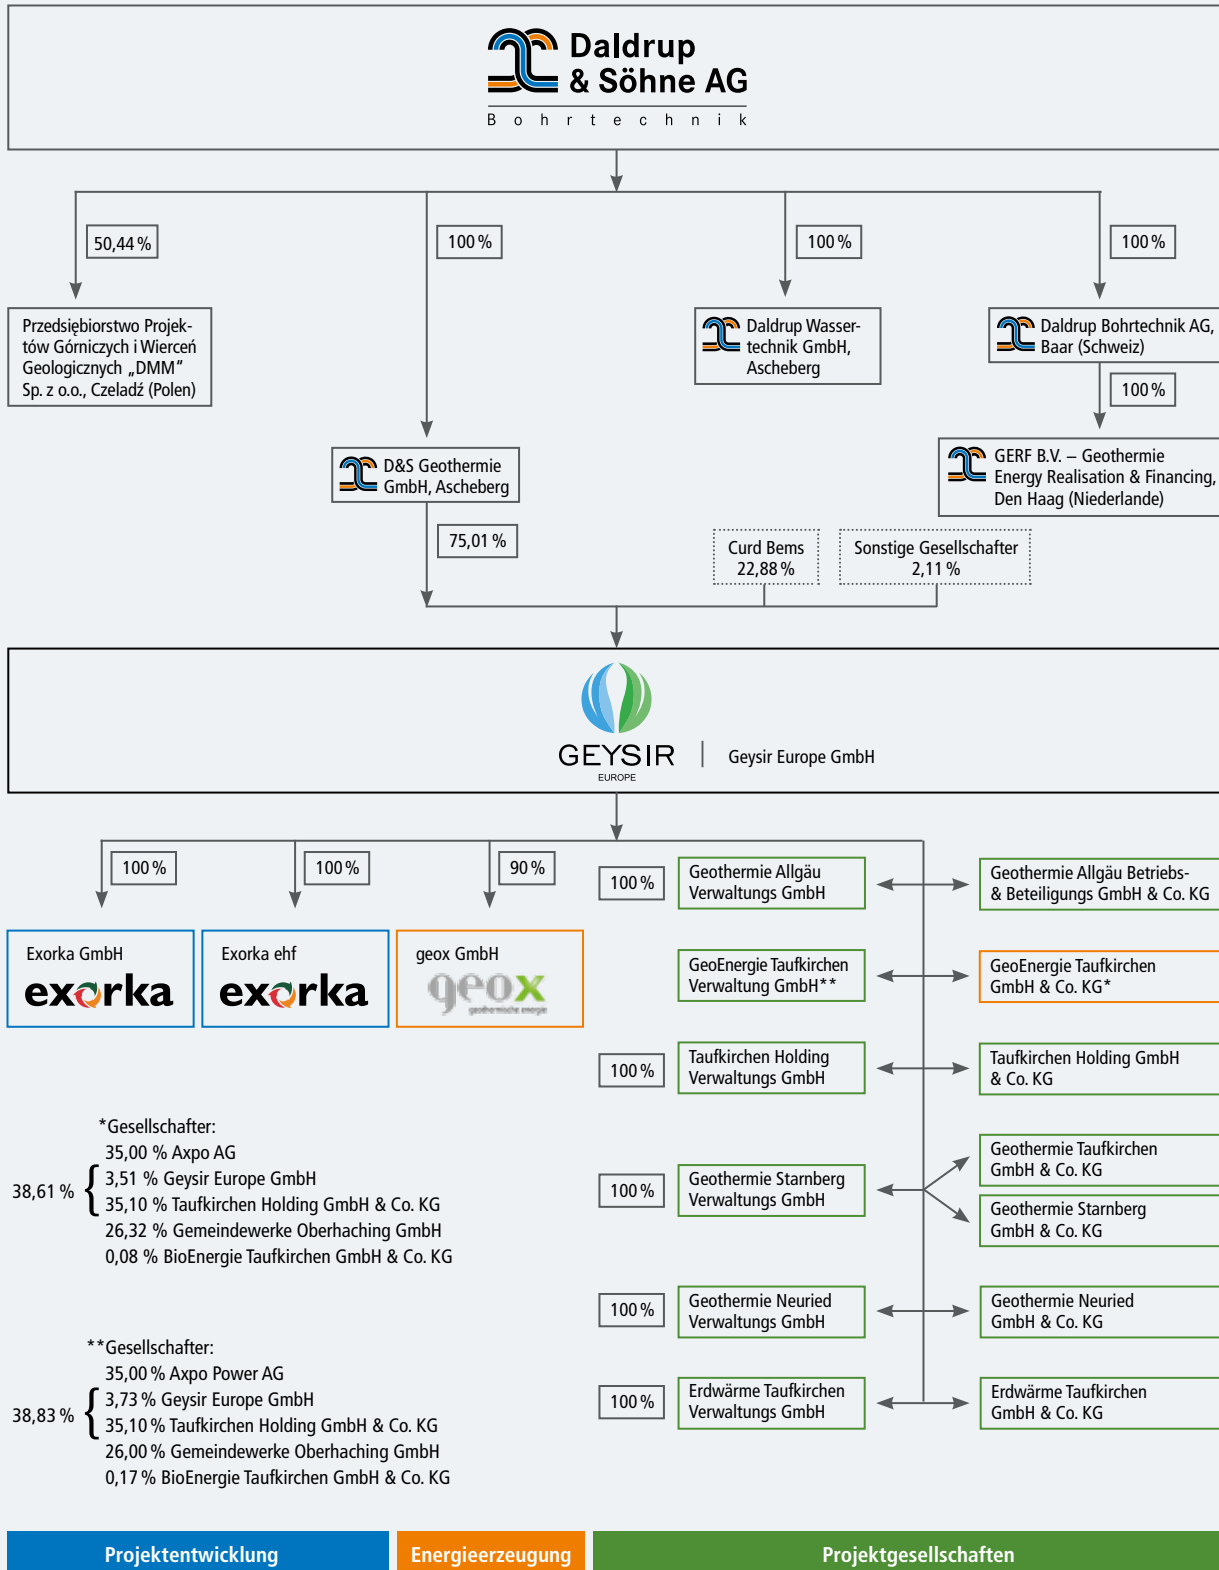 Daldrup
& Söhne AG
Bohrtechnik
50,44 %
100 %
100 %
100 %
Przedsiębiorstwo Projek-
tów Górniczych i Wierceń
Geologicznych „DMM“
Sp. z o.o., Czeladź (Polen)
Daldrup Wasser-
technik GmbH,
Ascheberg
Daldrup Bohrtechnik AG,
Baar (Schweiz)
100 %
D&S Geothermie
GmbH, Ascheberg
GERF B.V. – Geothermie
Energy Realisation & Financing,
Den Haag (Niederlande)
75,01 %
Curd Bems
22,88 %
Sonstige Gesellschafter
2,11 %
GEYSIR
EUROPE
Geysir Europe GmbH
100 %
100 %
90 %
Exorka GmbH
exorka
Exorka ehf
exorka
geox GmbH
geox
geothermische energie
100 %
Geothermie Allgäu
Verwaltungs GmbH
Geothermie Allgäu Betriebs-
& Beteiligungs GmbH & Co. KG
GeoEnergie Taufkirchen
Verwaltung GmbH**
GeoEnergie Taufkirchen
GmbH & Co. KG*
100 %
Taufkirchen Holding
Verwaltungs GmbH
Taufkirchen Holding GmbH
& Co. KG
100 %
Geothermie Starnberg
Verwaltungs GmbH
Geothermie Taufkirchen
GmbH & Co. KG
Geothermie Starnberg
GmbH & Co. KG
100 %
Geothermie Neuried
Verwaltungs GmbH
Geothermie Neuried
GmbH & Co. KG
100 %
Erdwärme Taufkirchen
Verwaltungs GmbH
Erdwärme Taufkirchen
GmbH & Co. KG
*Gesellschafter:
35,00 % Axpo AG
38,61 % {
3,51 % Geysir Europe GmbH
35,10 % Taufkirchen Holding GmbH & Co. KG
26,32 % Gemeindewerke Oberhaching GmbH
0,08 % BioEnergie Taufkirchen GmbH & Co. KG
**Gesellschafter:
35,00 % Axpo Power AG
38,83 % {
3,73 % Geysir Europe GmbH
35,10 % Taufkirchen Holding GmbH & Co. KG
26,00 % Gemeindewerke Oberhaching GmbH
0,17 % BioEnergie Taufkirchen GmbH & Co. KG
Projektentwicklung
Energieerzeugung
Projektgesellschaften